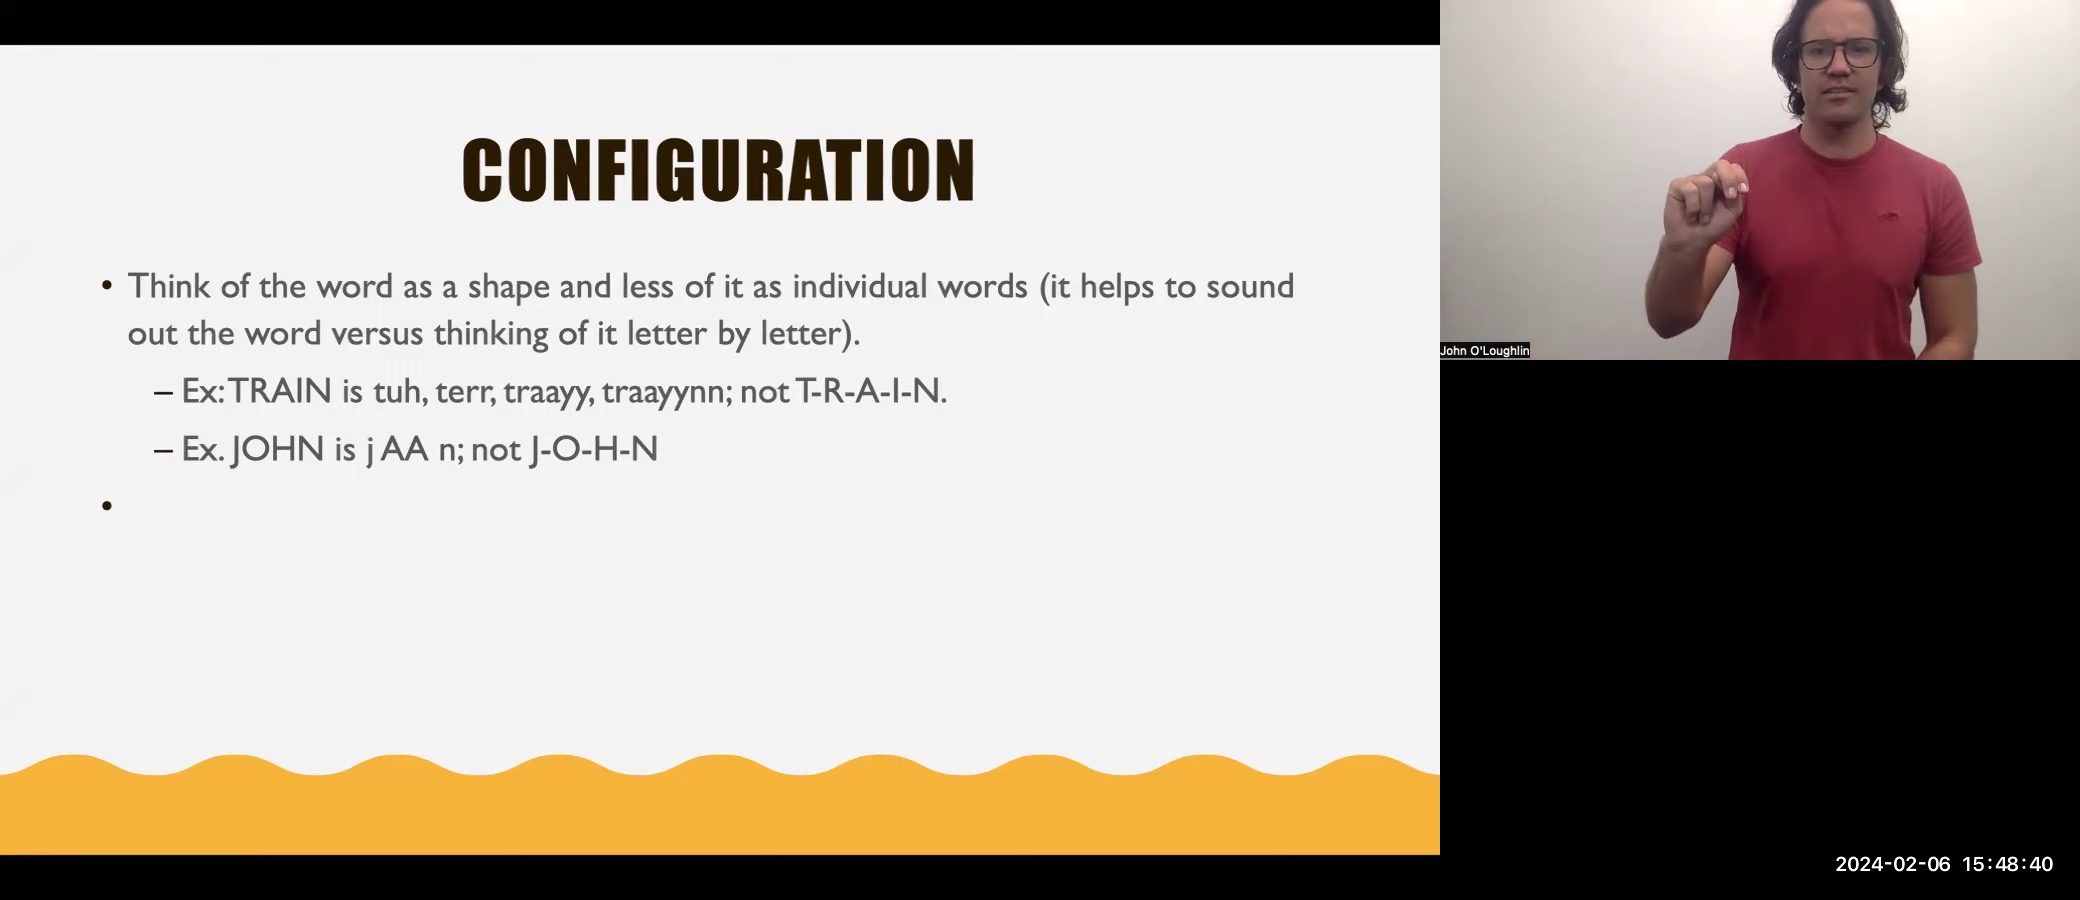 CONFIGURATION
• Think of the word as a shape and less of it as individual words (it helps to sound
out the word versus thinking of it letter by letter).
– Ex: TRAIN is tuh, terr, traayy, traayynn; not T-R-A-I-N.
– Ex. JOHN is j AA n; not J-O-H-N
•
John O'Loughlin
2024-02-06 15:48:40